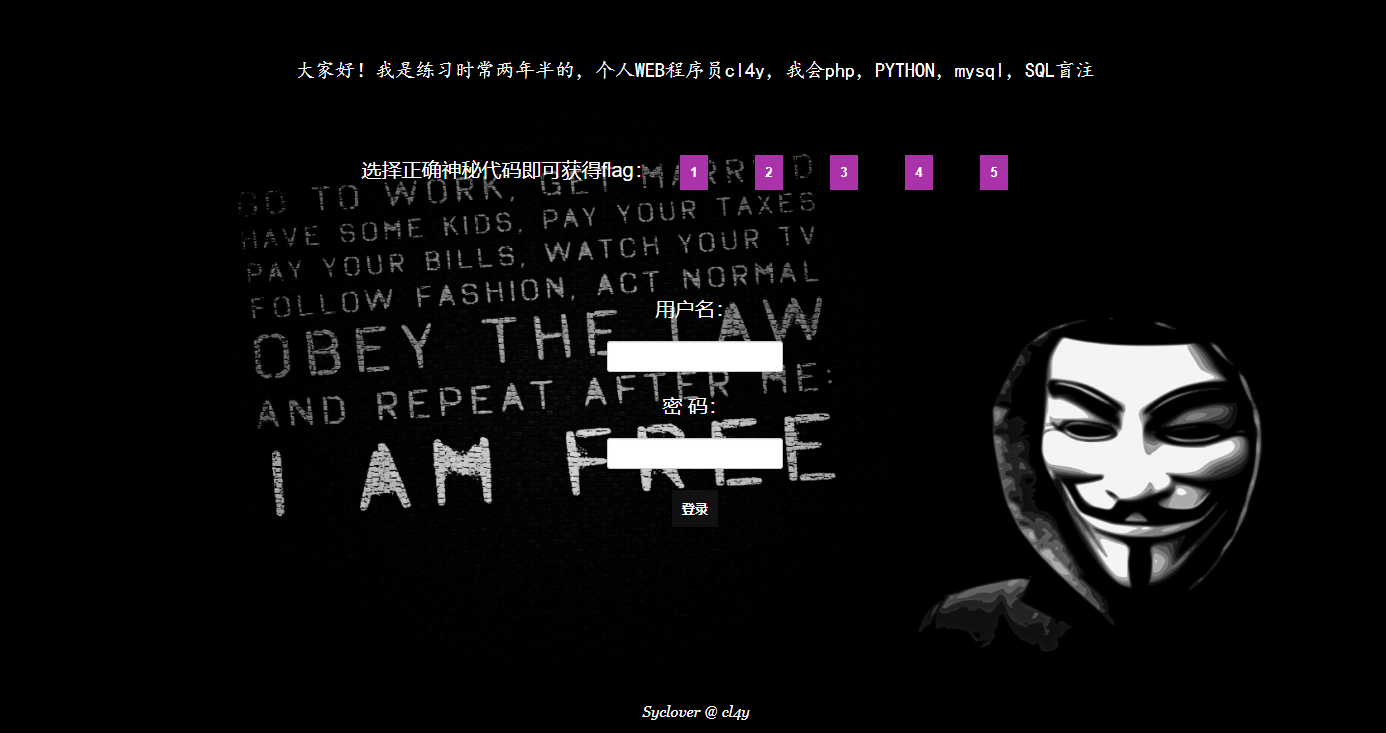 大家好！我是练习时常两年半的，个人WEB程序员cl4y，我会php，PYTHON，mysql，SQL盲注
选择正确神秘代码即可获得flag： 1 2 3 4 5
GO TO WORK, GET MARRIED
HAVE SOME KIDS, PAY YOUR TAXES
PAY YOUR BILLS, WATCH YOUR TV
FOLLOW FASHION, ACT NORMAL
OBEY THE LAW
AND REPEAT AFTER ME:
I AM FREE
用户名：
密 码：
登录
Syclover @ cl4y